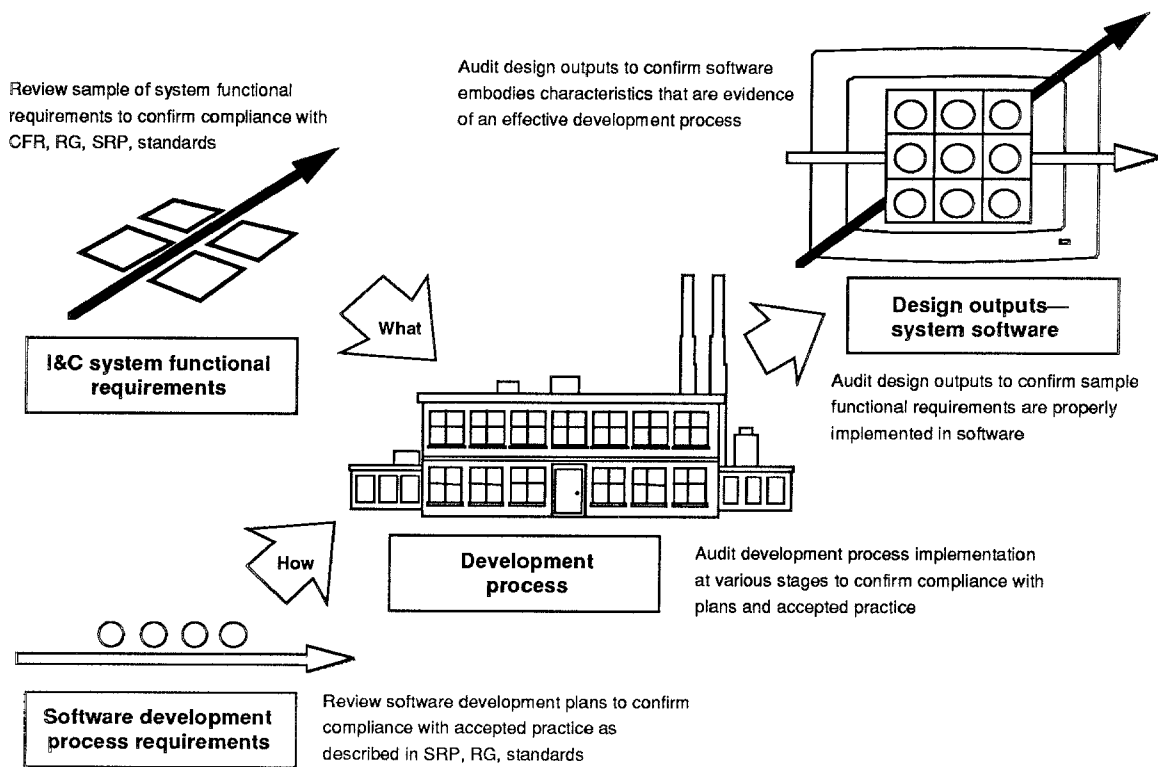 Review sample of system functional
requirements to confirm compliance with
CFR, RG, SRP, standards
Audit design outputs to confirm software
embodies characteristics that are evidence
of an effective development process
I&C system functional
requirements
What
Design outputs—
system software
Audit design outputs to confirm sample
functional requirements are properly
implemented in software
How
Development
process
Audit development process implementation
at various stages to confirm compliance with
plans and accepted practice
Software development
process requirements
Review software development plans to confirm
compliance with accepted practice as
described in SRP, RG, standards